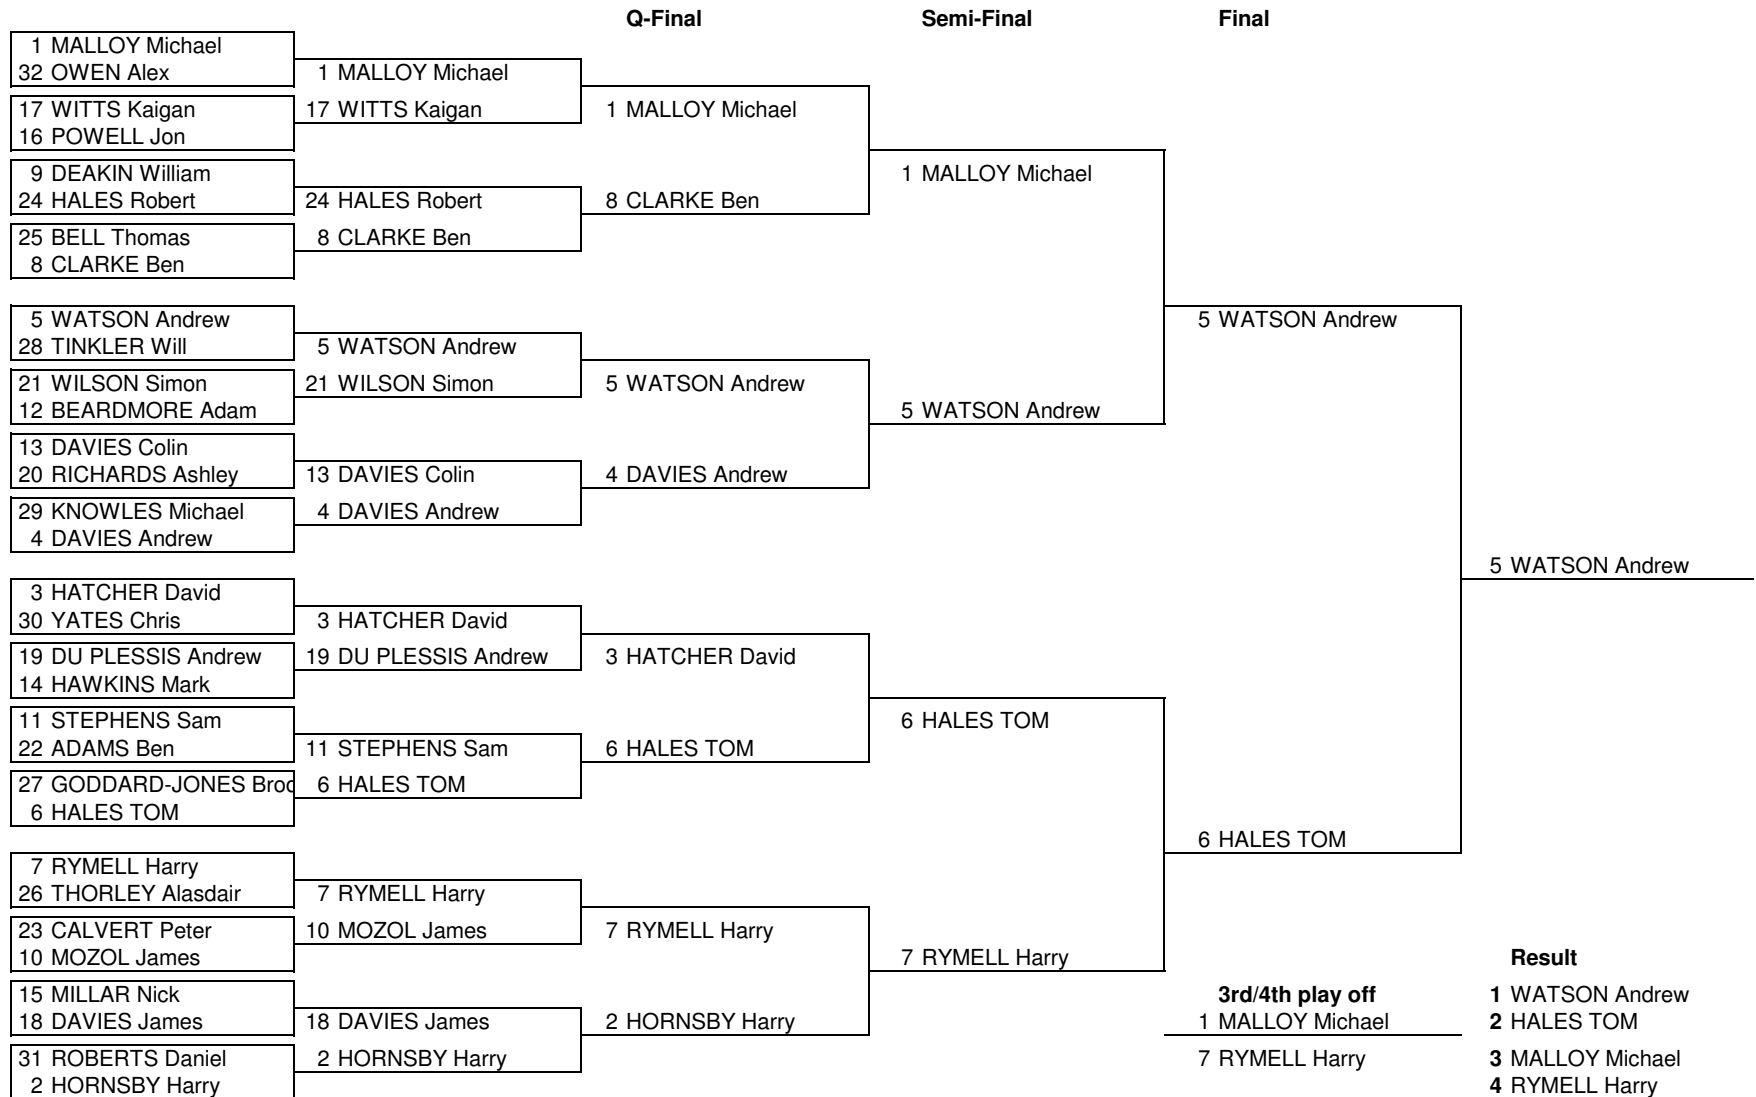 Q-Final Semi-Final Final
1 MALLOY Michael
32 OWEN Alex
17 WITTS Kaigan
16 POWELL Jon
9 DEAKIN William
24 HALES Robert
25 BELL Thomas
8 CLARKE Ben
5 WATSON Andrew
28 TINKLER Will
21 WILSON Simon
12 BEARDMORE Adam
13 DAVIES Colin
20 RICHARDS Ashley
29 KNOWLES Michael
4 DAVIES Andrew
3 HATCHER David
30 YATES Chris
19 DU PLESSIS Andrew
14 HAWKINS Mark
11 STEPHENS Sam
22 ADAMS Ben
27 GODDARD-JONES Broo
6 HALES TOM
7 RYMELL Harry
26 THORLEY Alasdair
23 CALVERT Peter
10 MOZOL James
15 MILLAR Nick
18 DAVIES James
31 ROBERTS Daniel
2 HORNSBY Harry
1 MALLOY Michael
17 WITTS Kaigan
24 HALES Robert
8 CLARKE Ben
5 WATSON Andrew
21 WILSON Simon
13 DAVIES Colin
4 DAVIES Andrew
3 HATCHER David
19 DU PLESSIS Andrew
11 STEPHENS Sam
6 HALES TOM
7 RYMELL Harry
10 MOZOL James
18 DAVIES James
2 HORNSBY Harry
1 MALLOY Michael
8 CLARKE Ben
5 WATSON Andrew
4 DAVIES Andrew
3 HATCHER David
6 HALES TOM
7 RYMELL Harry
2 HORNSBY Harry
1 MALLOY Michael
5 WATSON Andrew
6 HALES TOM
7 RYMELL Harry
5 WATSON Andrew
6 HALES TOM
5 WATSON Andrew
3rd/4th play off
1 MALLOY Michael
7 RYMELL Harry
Result
1 WATSON Andrew
2 HALES TOM
3 MALLOY Michael
4 RYMELL Harry